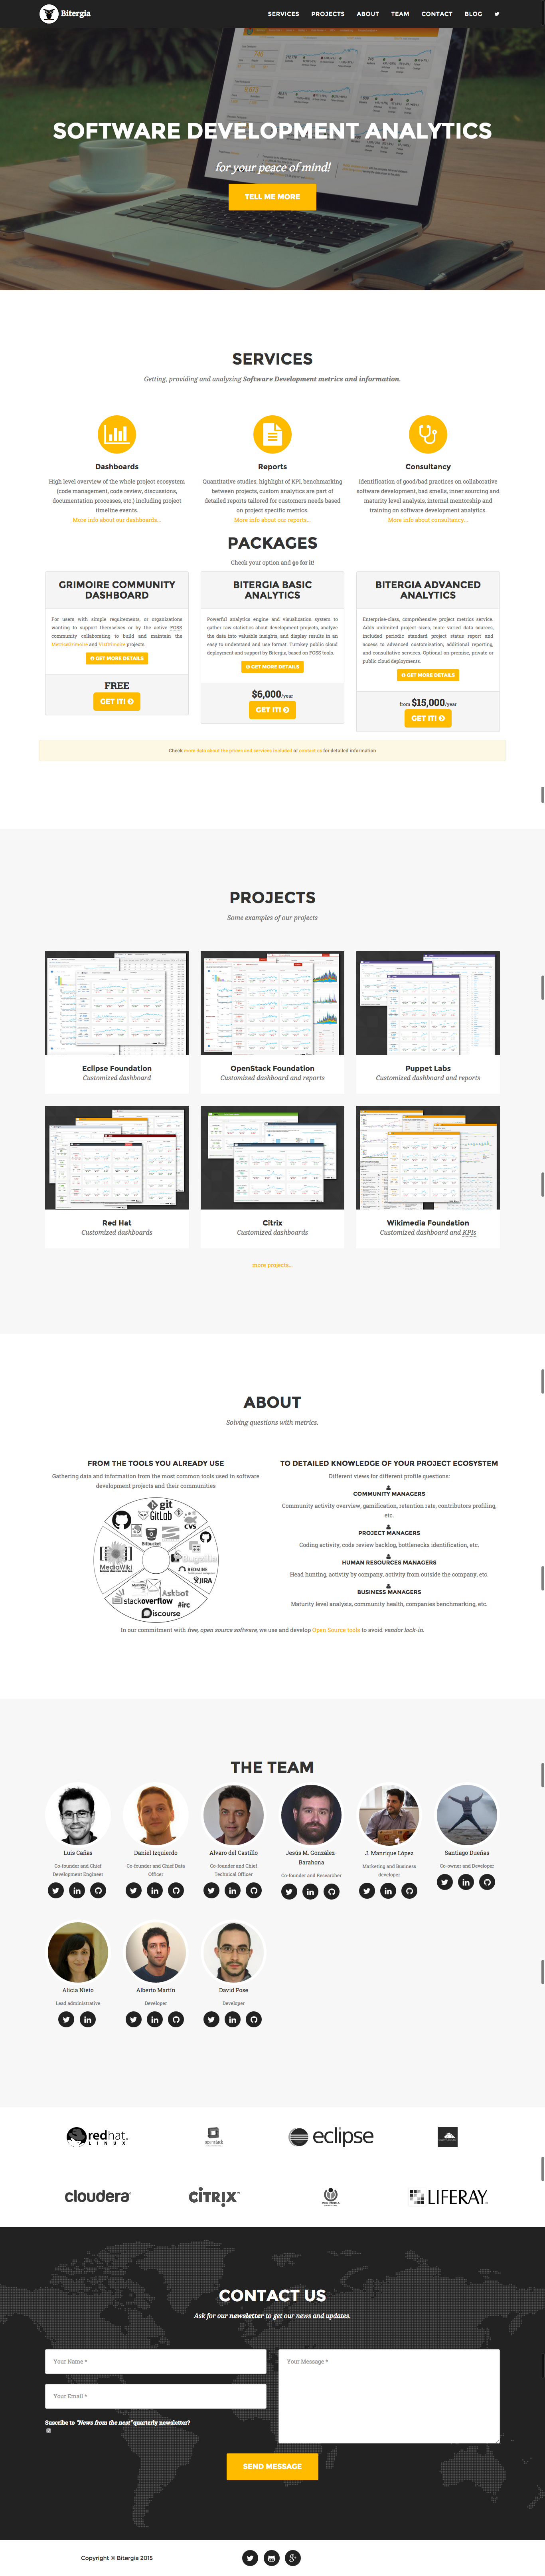 Bitergia
SERVICES PROJECTS ABOUT TEAM CONTACT BLOG
SOFTWARE DEVELOPMENT ANALYTICS
for your peace of mind!
TELL ME MORE
SERVICES
Getting, providing and analyzing Software Development metrics and information.
Dashboards
High level overview of the whole project ecosystem
(code management, code review, discussions,
documentation processes, etc.) including project
timeline events.
More info about our dashboards...
Reports
Quantitative studies, highlight of KPI, benchmarking
between projects, custom analytics are part of
detailed reports tailored for customers needs based
on project specific metrics.
More info about our reports...
Consultancy
Identification of good/bad practices on collaborative
software development, bad smells, inner sourcing and
maturity level analysis, internal mentorship and
training on software development analytics.
More info about consultancy...
PACKAGES
Check your option and go for it!
GRIMOIRE COMMUNITY
DASHBOARD
For users with simple requirements, or organizations
wanting to support themselves or by the active FOSS
community collaborating to build and maintain the
MetricsGrimoire and VizGrimoire projects.
GET MORE DETAILS
FREE
GET IT!
BITERGIA BASIC
ANALYTICS
Powerful analytics engine and visualization system to
gather raw statistics about development projects, analyze
the data into valuable insights, and display results in an
easy to understand and use format. Turnkey public cloud
deployment and support by Bitergia, based on FOSS tools.
GET MORE DETAILS
$6,000/year
GET IT!
BITERGIA ADVANCED
ANALYTICS
Enterprise-class, comprehensive project metrics service.
Adds unlimited project sizes, more varied data sources,
included periodic standard project status report and
access to advanced customization, additional reporting,
and consultative services. Optional on-premise, private or
public cloud deployments.
GET MORE DETAILS
from $15,000/year
GET IT!
Check more data about the prices and services included or contact us for detailed information
PROJECTS
Some examples of our projects
Eclipse Foundation
Customized dashboard
OpenStack Foundation
Customized dashboard and reports
Puppet Labs
Customized dashboard and reports
Red Hat
Customized dashboards
Citrix
Customized dashboards
Wikimedia Foundation
Customized dashboard and KPIs
more projects...
ABOUT
Solving questions with metrics.
FROM THE TOOLS YOU ALREADY USE
Gathering data and information from the most common tools used in software
development projects and their communities
git
GitLab
CVS
Bitbucket
Bugzilla
MediaWiki
REDMINE
JIRA
Askbot
stackoverflow
#irc
Discourse
TO DETAILED KNOWLEDGE OF YOUR PROJECT ECOSYSTEM
Different views for different profile questions:
COMMUNITY MANAGERS
Community activity overview, gamification, retention rate, contributors profiling,
etc.
PROJECT MANAGERS
Coding activity, code review backlog, bottlenecks identification, etc.
HUMAN RESOURCES MANAGERS
Head hunting, activity by company, activity from outside the company, etc.
BUSINESS MANAGERS
Maturity level analysis, community health, companies benchmarking, etc.
In our commitment with free, open source software, we use and develop Open Source tools to avoid vendor lock-in.
THE TEAM
Luis Cañas
Co-founder and Chief
Development Engineer
Daniel Izquierdo
Co-founder and Chief Data
Officer
Alvaro del Castillo
Co-founder and Chief
Technical Officer
Jesús M. González-
Barahona
Co-founder and Researcher
J. Manrique López
Marketing and Business
developer
Santiago Dueñas
Co-owner and Developer
Alicia Nieto
Lead administrative
Alberto Martín
Developer
David Pose
Developer
redhat.
LINUX
openstack
eclipse
cloudera
CITRIX
WIKIMEDIA
LIFERAY.
CONTACT US
Ask for our newsletter to get our news and updates.
Your Name *
Your Email *
Your Message *
Suscribe to "News from the nest" quarterly newsletter?
SEND MESSAGE
Copyright © Bitergia 2015